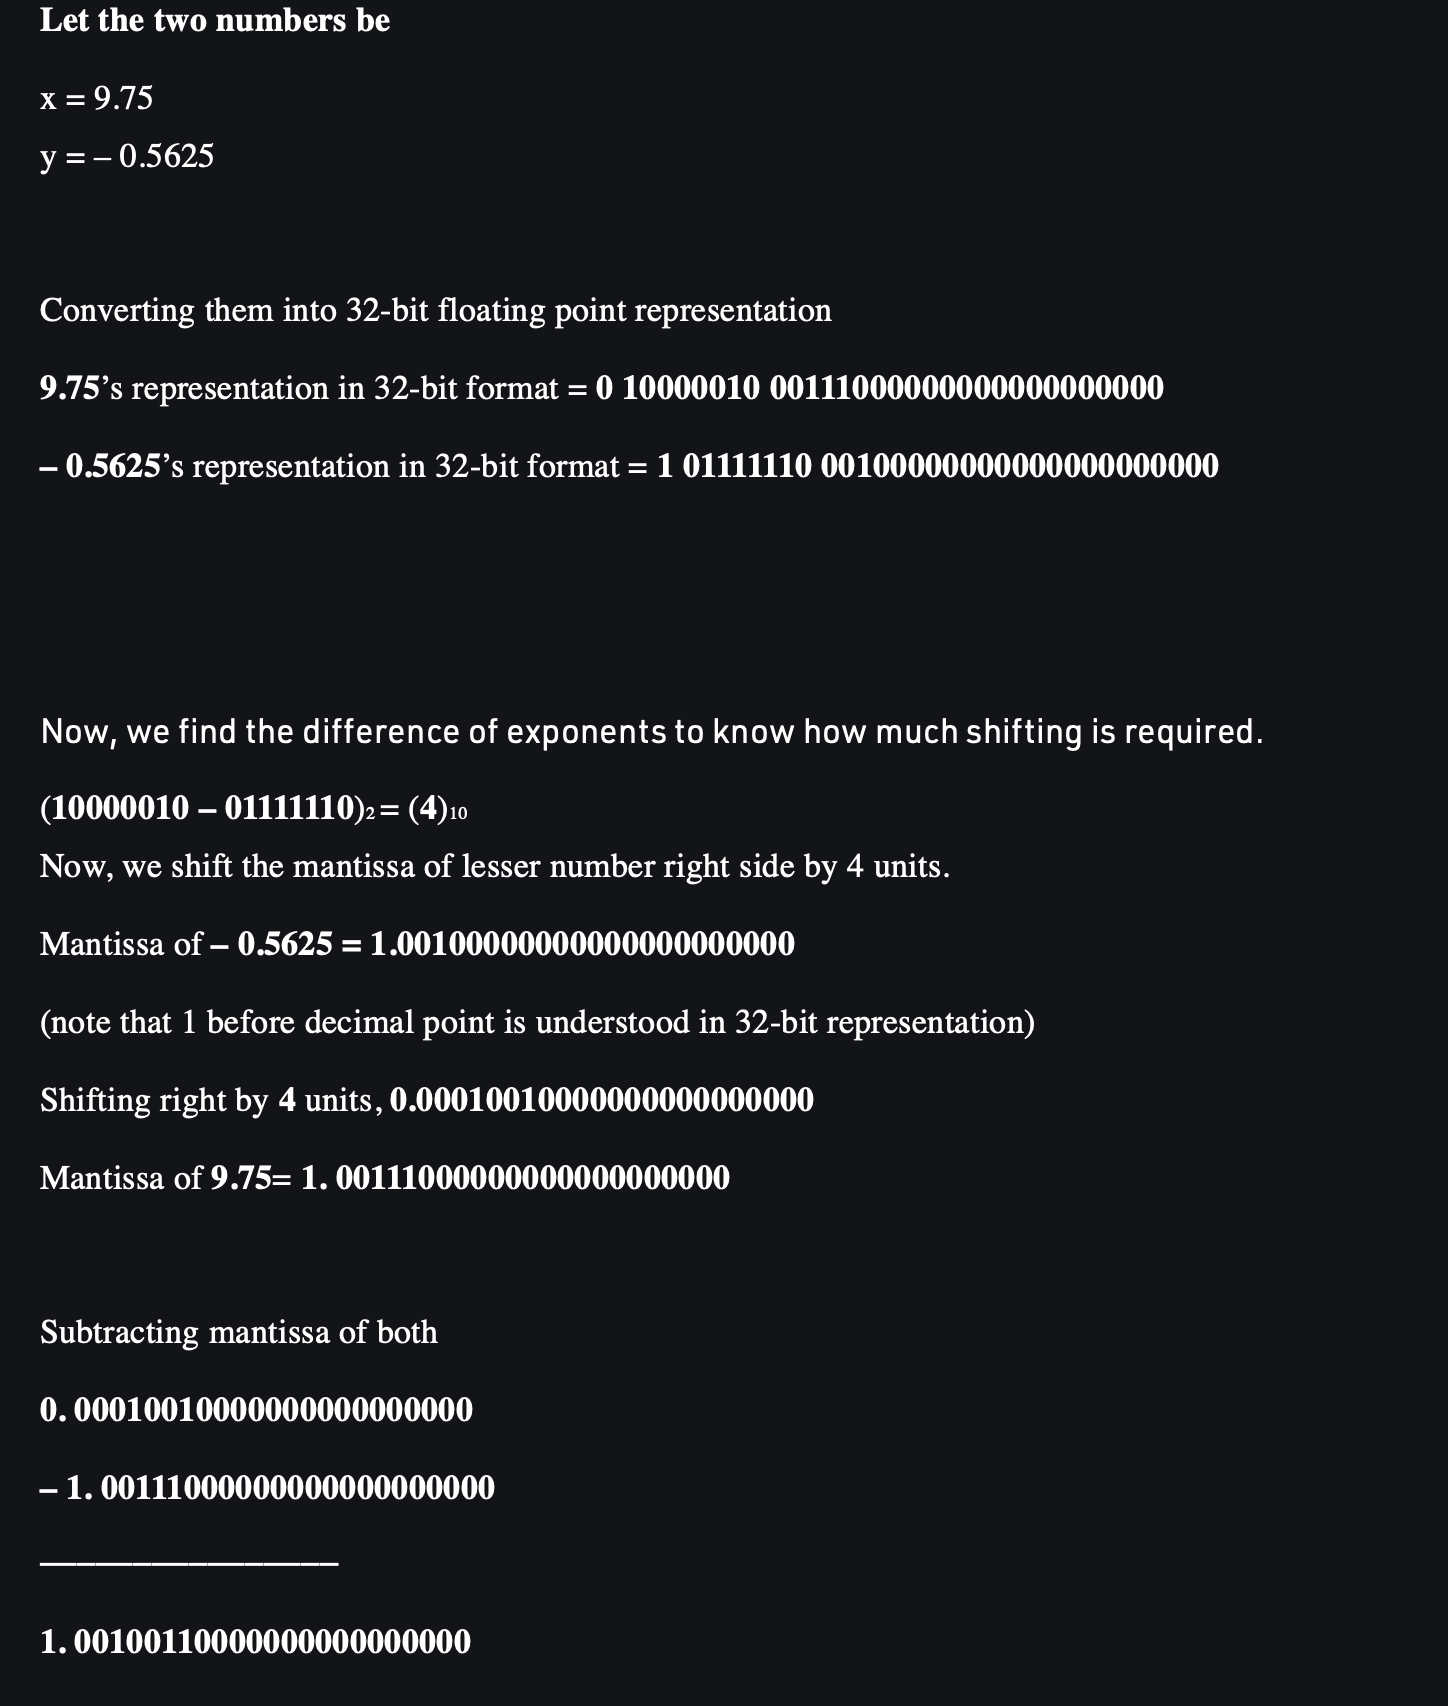 Let the two numbers be
x = 9.75
y = – 0.5625
Converting them into 32-bit floating point representation
9.75’s representation in 32-bit format = 0 10000010 00111000000000000000000
– 0.5625’s representation in 32-bit format = 1 01111110 00100000000000000000000
Now, we find the difference of exponents to know how much shifting is required.
(10000010 – 01111110)₂ = (4)₁₀
Now, we shift the mantissa of lesser number right side by 4 units.
Mantissa of – 0.5625 = 1.00100000000000000000000
(note that 1 before decimal point is understood in 32-bit representation)
Shifting right by 4 units, 0.00010010000000000000000
Mantissa of 9.75= 1. 00111000000000000000000
Subtracting mantissa of both
0. 00010010000000000000000
– 1. 00111000000000000000000
————————————
1. 00100110000000000000000